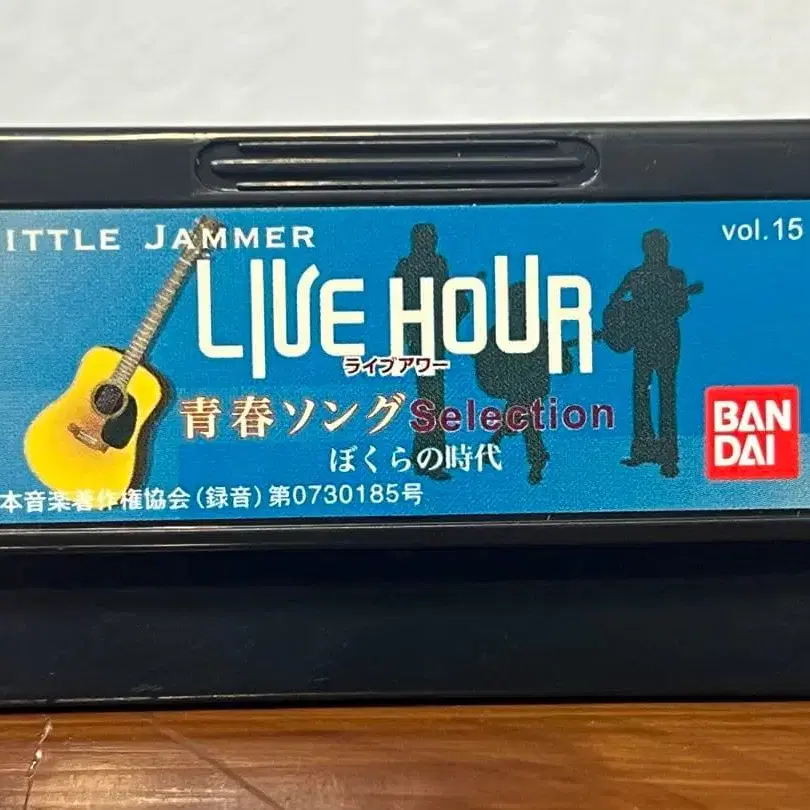 ITTLE JAMMER
vol.15
LIVE HOUR
ライブアワー
青春ソングSelection
ぼくらの時代
BAN
DAI
本音楽著作権協会(録音)第0730185号